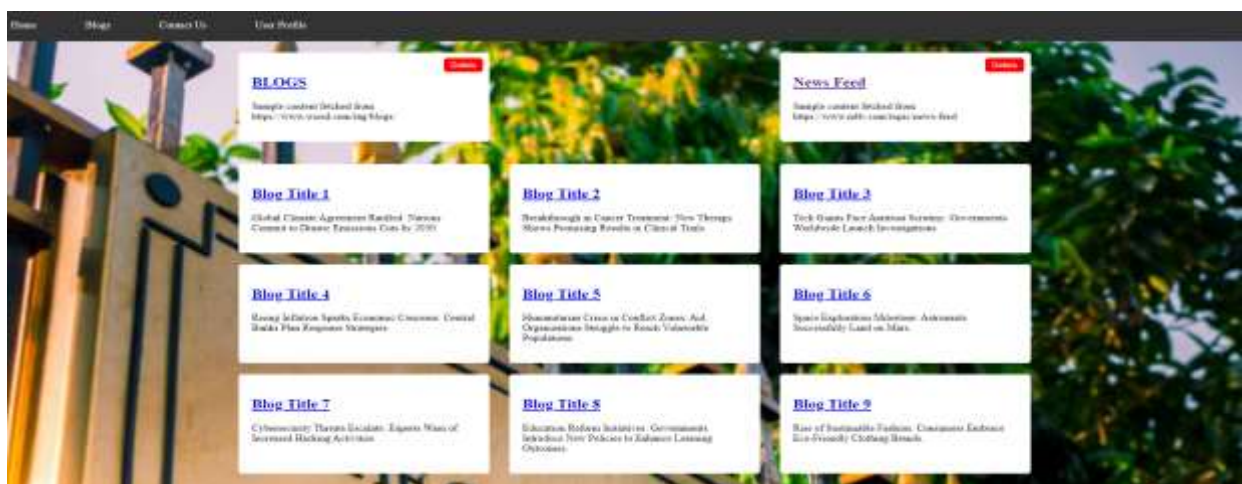 Home Blogs Contact Us User Profile
Delete
BLOGS
Sample content fetched from
Delete
News Feed
Sample content fetched from
Blog Title 1
Global Climate Agreement Ratified: Nations
Commit to Drastic Emissions Cuts by 2030
Blog Title 2
Breakthrough in Cancer Treatment: New Therapy
Shows Promising Results in Clinical Trials
Blog Title 3
Tech Giants Face Antitrust Scrutiny: Governments
Worldwide Launch Investigations
Blog Title 4
Rising Inflation Sparks Economic Concerns: Central
Banks Plan Response Strategies
Blog Title 5
Humanitarian Crisis in Conflict Zones: Aid
Organizations Struggle to Reach Vulnerable
Populations
Blog Title 6
Space Exploration Milestone: Astronauts
Successfully Land on Mars
Blog Title 7
Cybersecurity Threats Escalate: Experts Warn of
Increased Hacking Activities
Blog Title 8
Education Reform Initiatives: Governments
Introduce New Policies to Enhance Learning
Outcomes
Blog Title 9
Rise of Sustainable Fashion: Consumers Embrace
Eco-Friendly Clothing Brands